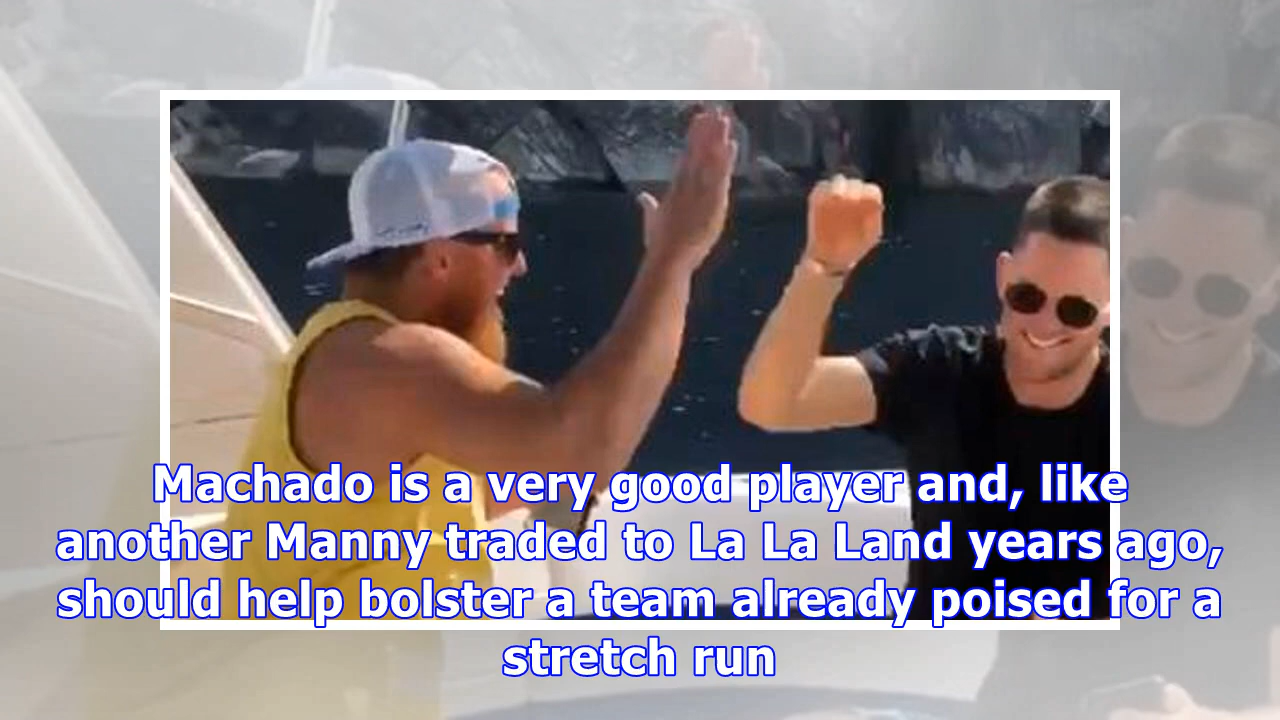 Machado is a very good player and, like
another Manny traded to La La Land years ago,
should help bolster a team already poised for a
stretch run